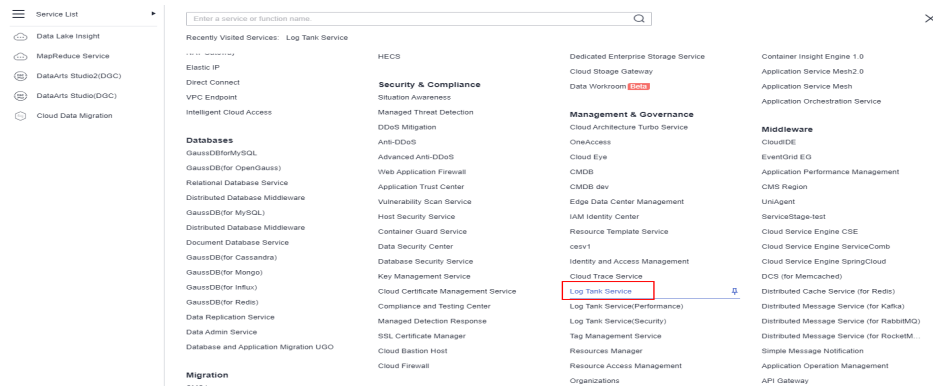 Service List
Data Lake Insight
MapReduce Service
DataArts Studio2(DGC)
DataArts Studio(DGC)
Cloud Data Migration
Enter a service or function name.
Recently Visited Services: Log Tank Service
Elastic IP
Direct Connect
VPC Endpoint
Intelligent Cloud Access
Databases
GaussDBforMySQL
GaussDB(for OpenGauss)
Relational Database Service
Distributed Database Middleware
GaussDB(for MySQL)
Distributed Database Middleware
Document Database Service
GaussDB(for Cassandra)
GaussDB(for Mongo)
GaussDB(for Influx)
GaussDB(for Redis)
Data Replication Service
Data Admin Service
Database and Application Migration UGO
Migration
HECS
Security & Compliance
Situation Awareness
Managed Threat Detection
DDoS Mitigation
Anti-DDoS
Advanced Anti-DDoS
Web Application Firewall
Application Trust Center
Vulnerability Scan Service
Host Security Service
Container Guard Service
Data Security Center
Database Security Service
Key Management Service
Cloud Certificate Management Service
Compliance and Testing Center
Managed Detection Response
SSL Certificate Manager
Cloud Bastion Host
Cloud Firewall
Dedicated Enterprise Storage Service
Cloud Stoage Gateway
Data Workroom Beta
Management & Governance
Cloud Architecture Turbo Service
OneAccess
Cloud Eye
CMDB
CMDB dev
Edge Data Center Management
IAM Identity Center
Resource Template Service
cesv1
Identity and Access Management
Cloud Trace Service
Log Tank Service
Log Tank Service(Performance)
Log Tank Service(Security)
Tag Management Service
Resources Manager
Resource Access Management
Organizations
Container Insight Engine 1.0
Application Service Mesh2.0
Application Service Mesh
Application Orchestration Service
Middleware
CloudIDE
EventGrid EG
Application Performance Management
CMS Region
UniAgent
ServiceStage-test
Cloud Service Engine CSE
Cloud Service Engine ServiceComb
Cloud Service Engine SpringCloud
DCS (for Memcached)
Distributed Cache Service (for Redis)
Distributed Message Service (for Kafka)
Distributed Message Service (for RabbitMQ)
Distributed Message Service (for RocketM...
Simple Message Notification
Application Operation Management
API Gateway